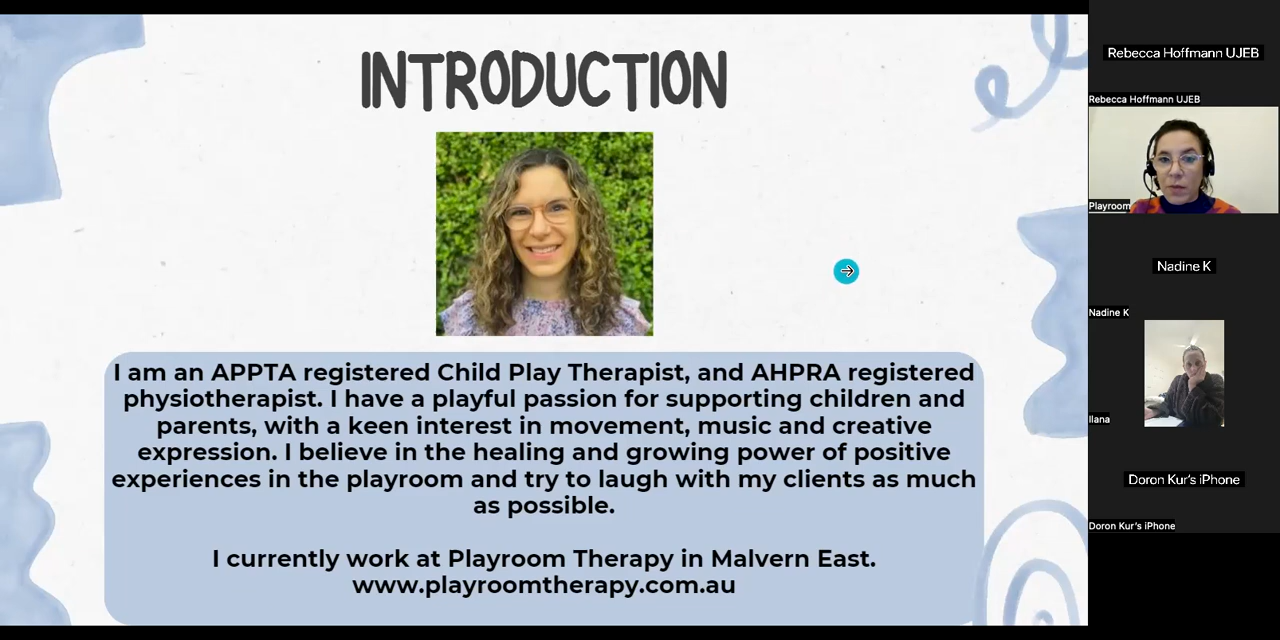 INTRODUCTION
I am an APPTA registered Child Play Therapist, and AHPRA registered
physiotherapist. I have a playful passion for supporting children and
parents, with a keen interest in movement, music and creative
expression. I believe in the healing and growing power of positive
experiences in the playroom and try to laugh with my clients as much
as possible.
I currently work at Playroom Therapy in Malvern East.
www.playroomtherapy.com.au
Rebecca Hoffmann UJEB
Rebecca Hoffmann UJEB
Playroom
Nadine K
Nadine K
Ilana
Doron Kur's iPhone
Doron Kur's iPhone